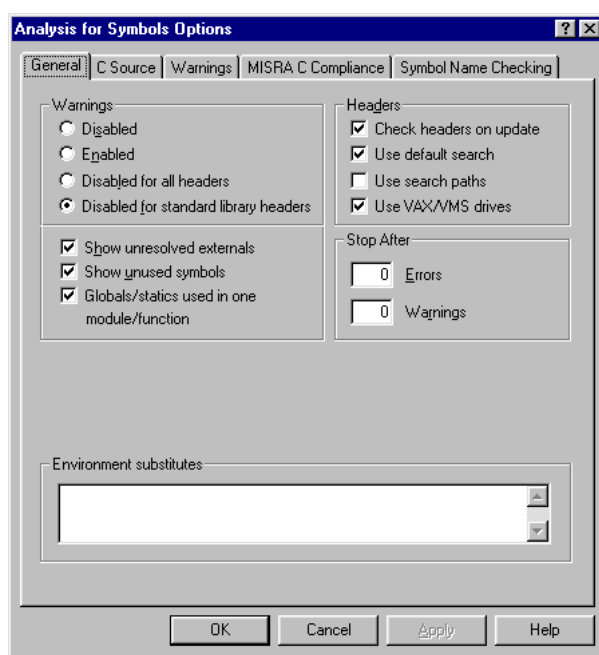 Analysis for Symbols Options
General
C Source
Warnings
MISRA C Compliance
Symbol Name Checking
Warnings
Disabled
Enabled
Disabled for all headers
Disabled for standard library headers
Show unresolved externals
Show unused symbols
Globals/statics used in one
module/function
Headers
Check headers on update
Use default search
Use search paths
Use VAX/VMS drives
Stop After
0 Errors
0 Warnings
Environment substitutes
OK
Cancel
Apply
Help